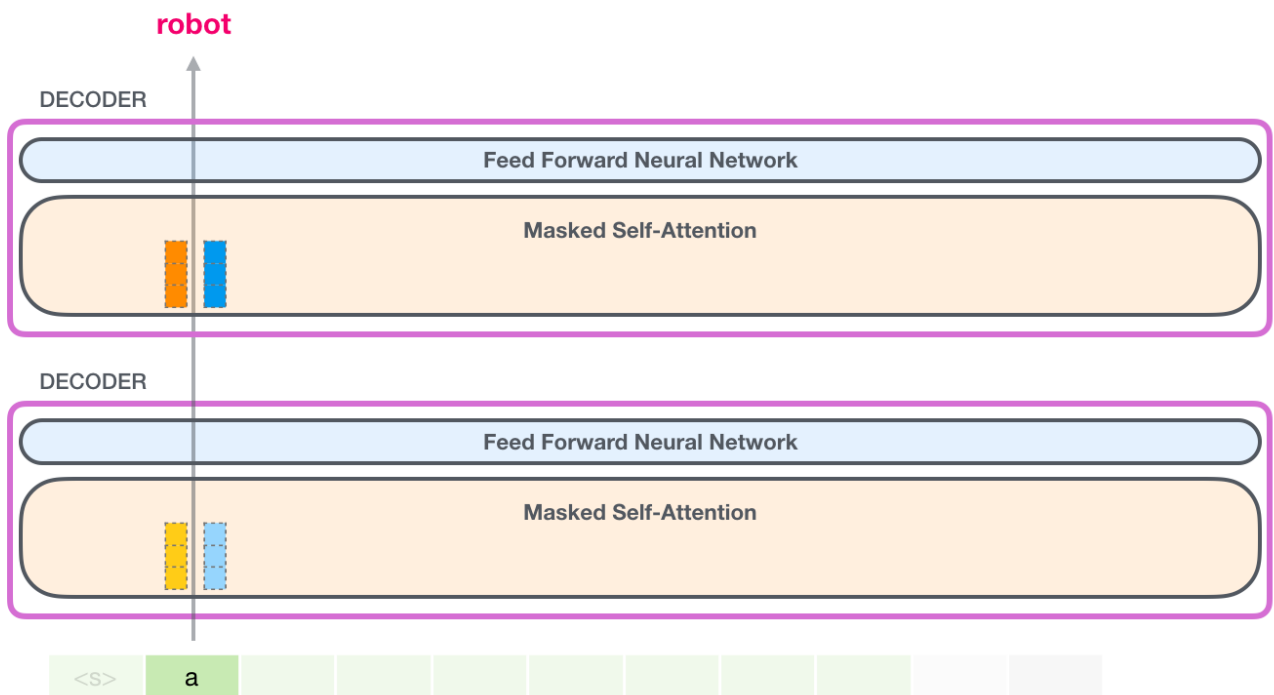 robot
DECODER
Feed Forward Neural Network
Masked Self-Attention
DECODER
Feed Forward Neural Network
Masked Self-Attention
<s> a